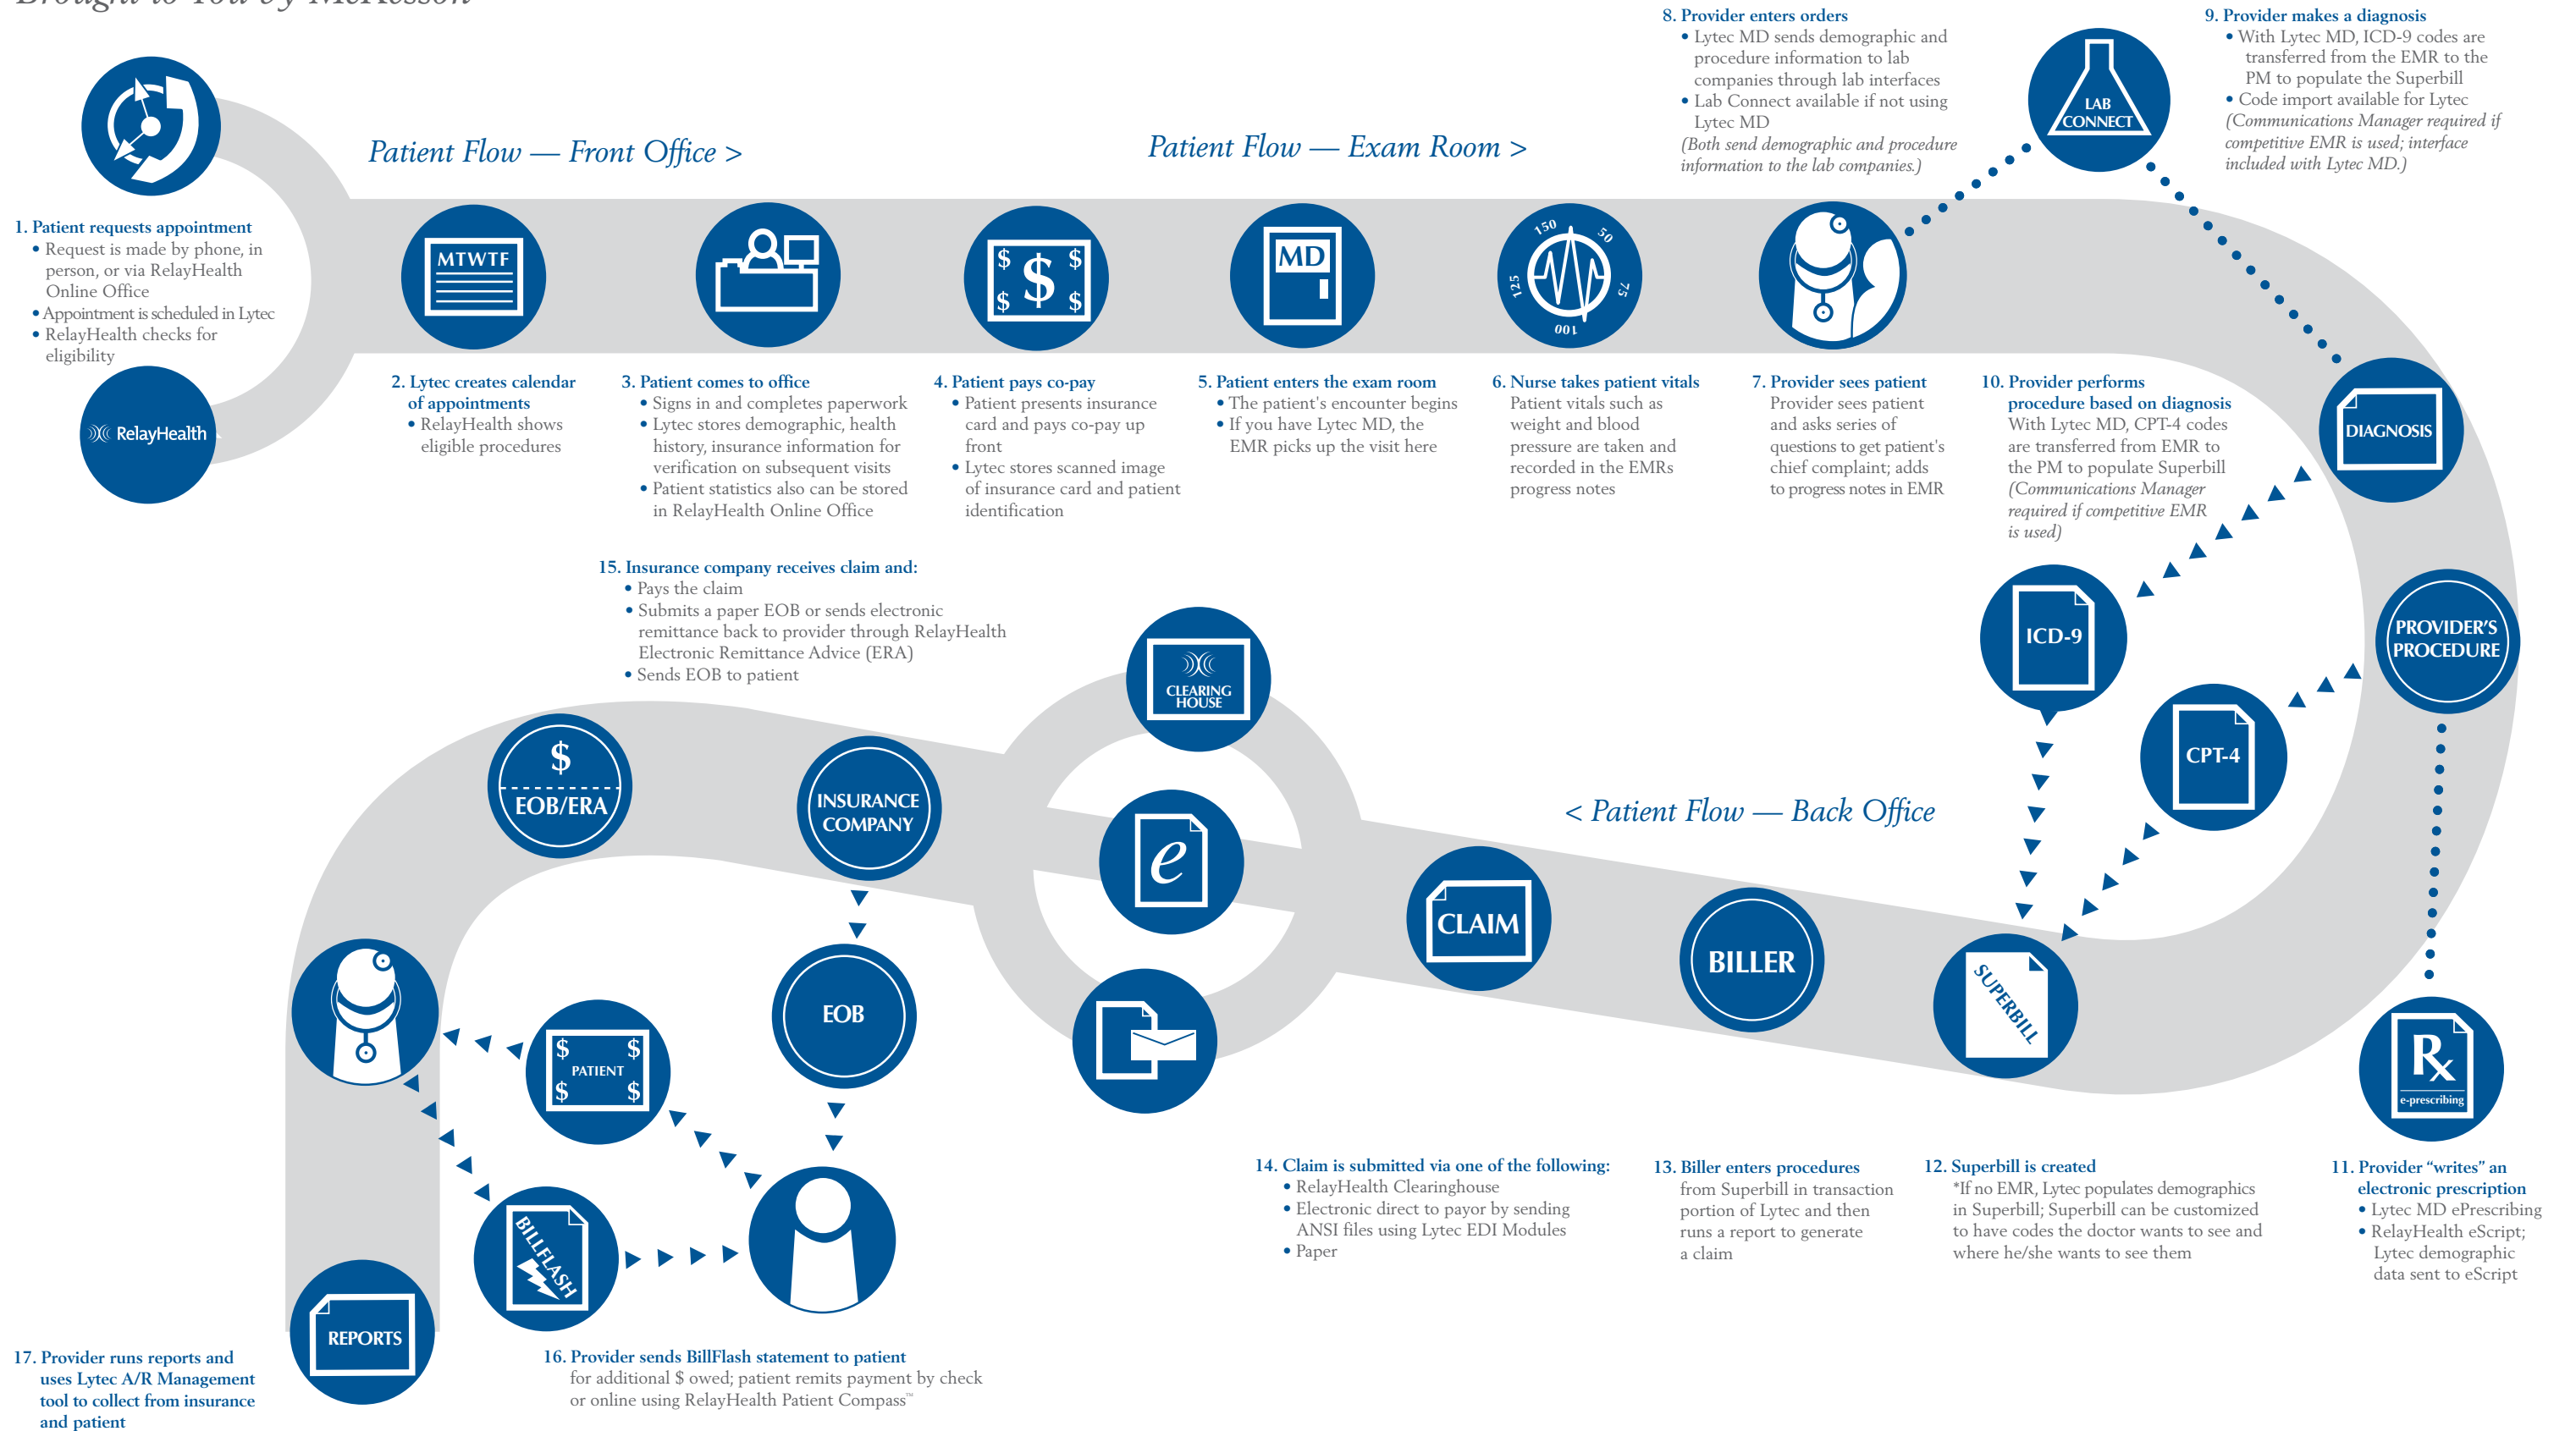 Brought to You by McKesson
Patient Flow — Front Office >
Patient Flow — Exam Room >
1. Patient requests appointment
• Request is made by phone, in
person, or via RelayHealth
Online Office
• Appointment is scheduled in Lytec
• RelayHealth checks for
eligibility
RelayHealth
MTWTF
2. Lytec creates calendar
of appointments
• RelayHealth shows
eligible procedures
3. Patient comes to office
• Signs in and completes paperwork
• Lytec stores demographic, health
history, insurance information for
verification on subsequent visits
• Patient statistics also can be stored
in RelayHealth Online Office
$ $ $ $ $
4. Patient pays co-pay
• Patient presents insurance
card and pays co-pay up
front
• Lytec stores scanned image
of insurance card and patient
identification
MD
5. Patient enters the exam room
• The patient's encounter begins
• If you have Lytec MD, the
EMR picks up the visit here
150 50 75 100 125
6. Nurse takes patient vitals
Patient vitals such as
weight and blood
pressure are taken and
recorded in the EMRs
progress notes
7. Provider sees patient
Provider sees patient
and asks series of
questions to get patient's
chief complaint; adds
to progress notes in EMR
8. Provider enters orders
• Lytec MD sends demographic and
procedure information to lab
companies through lab interfaces
• Lab Connect available if not using
Lytec MD
(Both send demographic and procedure
information to the lab companies.)
LAB
CONNECT
9. Provider makes a diagnosis
• With Lytec MD, ICD-9 codes are
transferred from the EMR to the
PM to populate the Superbill
• Code import available for Lytec
(Communications Manager required if
competitive EMR is used; interface
included with Lytec MD.)
DIAGNOSIS
10. Provider performs
procedure based on diagnosis
With Lytec MD, CPT-4 codes
are transferred from EMR to
the PM to populate Superbill
(Communications Manager
required if competitive EMR
is used)
ICD-9
PROVIDER'S
PROCEDURE
CPT-4
< Patient Flow — Back Office
Rx
e-prescribing
11. Provider “writes” an
electronic prescription
• Lytec MD ePrescribing
• RelayHealth eScript;
Lytec demographic
data sent to eScript
SUPERBILL
12. Superbill is created
*If no EMR, Lytec populates demographics
in Superbill; Superbill can be customized
to have codes the doctor wants to see and
where he/she wants to see them
BILLER
13. Biller enters procedures
from Superbill in transaction
portion of Lytec and then
runs a report to generate
a claim
CLAIM
14. Claim is submitted via one of the following:
• RelayHealth Clearinghouse
• Electronic direct to payor by sending
ANSI files using Lytec EDI Modules
• Paper
CLEARING
HOUSE
e
15. Insurance company receives claim and:
• Pays the claim
• Submits a paper EOB or sends electronic
remittance back to provider through RelayHealth
Electronic Remittance Advice (ERA)
• Sends EOB to patient
INSURANCE
COMPANY
$
EOB/ERA
EOB
$ $
PATIENT
$ $
BILLFLASH
16. Provider sends BillFlash statement to patient
for additional $ owed; patient remits payment by check
or online using RelayHealth Patient Compass™
REPORTS
17. Provider runs reports and
uses Lytec A/R Management
tool to collect from insurance
and patient